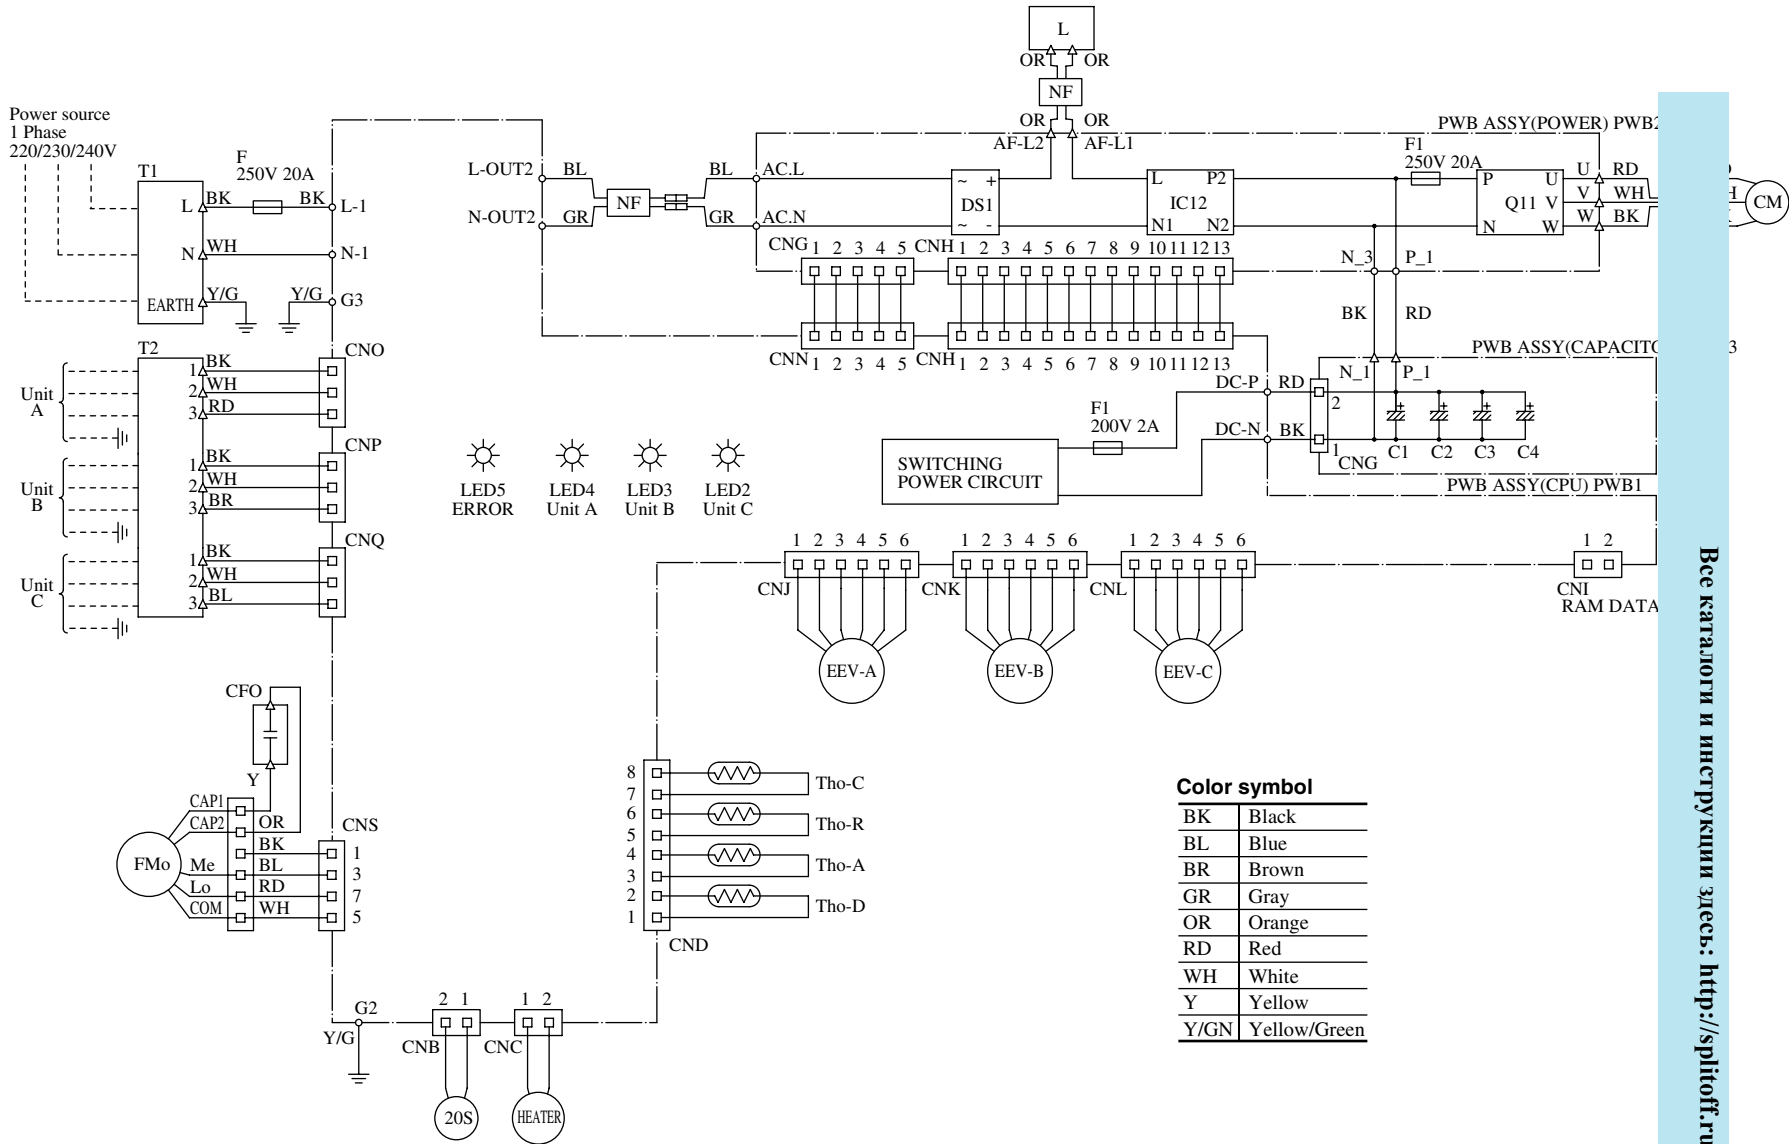 L
OR OR
NF
OR OR
AF-L2 AF-L1
PWB ASSY(POWER) PWB2
Power source
1 Phase
220/230/240V
T1
F
250V 20A
L BK BK L-1
N WH N-1
EARTH Y/G Y/G G3
L-OUT2 BL NF BL AC.L
N-OUT2 GR GR AC.N
~ + DS1 ~ -
L P2 IC12 N1 N2
F1
250V 20A
P U Q11 V N W
U RD
V WH
W BK
CM
CNG 1 2 3 4 5 CNH 1 2 3 4 5 6 7 8 9 10 11 12 13
N_3 P_1
BK RD
CNN 1 2 3 4 5 CNH 1 2 3 4 5 6 7 8 9 10 11 12 13
PWB ASSY(CAPACITO 3
N_1 P_1
DC-P RD 2
F1
200V 2A
DC-N BK 1
CNG
C1 C2 C3 C4
SWITCHING
POWER CIRCUIT
PWB ASSY(CPU) PWB1
T2
Unit
A
1 BK
2 WH
3 RD
CNO
Unit
B
1 BK
2 WH
3 BR
CNP
Unit
C
1 BK
2 WH
3 BL
CNQ
LED5
ERROR
LED4
Unit A
LED3
Unit B
LED2
Unit C
1 2 3 4 5 6
CNJ
EEV-A
1 2 3 4 5 6
CNK
EEV-B
1 2 3 4 5 6
CNL
EEV-C
1 2
CNI
RAM DATA
CFO
Y
OR
FMo
CAP1
CAP2
Me
Lo
COM
CNS
BK 1
BL 3
RD 7
WH 5
8
7
Tho-C
6
5
Tho-R
4
3
Tho-A
2
1
Tho-D
CND
G2
Y/G
2 1
CNB
20S
1 2
CNC
HEATER
Color symbol
BK Black
BL Blue
BR Brown
GR Gray
OR Orange
RD Red
WH White
Y Yellow
Y/GN Yellow/Green
Все каталоги и инструкции здесь: http://splitoff.ru